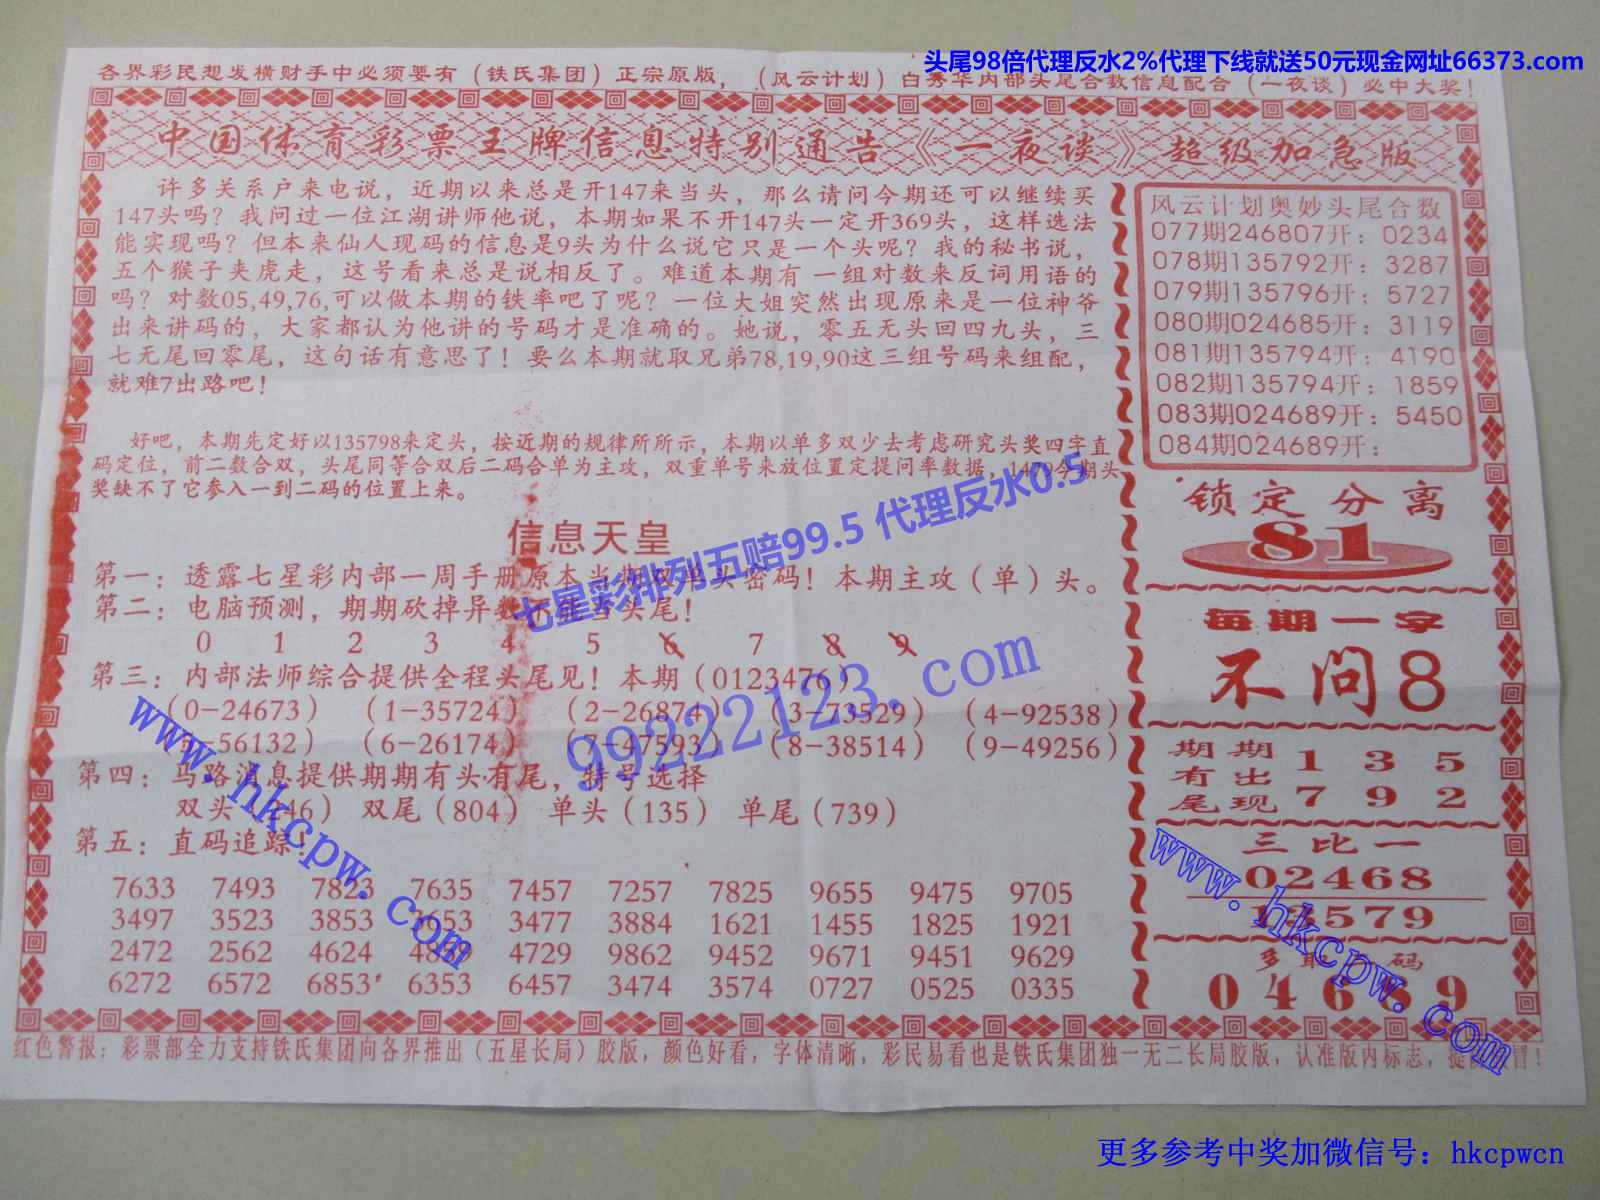 头尾98倍代理反水2%代理下线就送50元现金网址66373.com
各界彩民想发横财手中必须要有（铁氏集团）正宗原版，（风云计划）白秀华内部头尾合数信息配合（一夜谈）必中大奖！
中国体育彩票王牌信息特别通告《一夜谈》超级加急版
许多关系户来电说，近期以来总是开147来当头，那么请问今期还可以继续买
147头吗？我问过一位江湖讲师他说，本期如果不开147头一定开369头，这样选法
能实现吗？但本来仙人现码的信息是9头为什么说它只是一个头呢？我的秘书说，
五个猴子夹虎走，这号看来总是说相反了。难道本期有 一组对数来反词用语的
吗？对数05,49,76,可以做本期的铁率吧了呢？一位大姐突然出现原来是一位神爷
出来讲码的，大家都认为他讲的号码才是准确的。她说，零五无头回四九头，三
七无尾回零尾，这句话有意思了！要么本期就取兄弟78,19,90这三组号码来组配，
就难7出路吧！
好吧，本期先定好以135798来定头，按近期的规律所所示，本期以单多双少去考虑研究头奖四字直
码定位，前二数合双，头尾同等合双后二码合单为主攻，双重单号来放位置定提问率数据，1479今期头
奖缺不了它参入一到二码的位置上来。
信息天皇
第一：透露七星彩内部一周手册原本当期双单头密码！本期主攻（单）头。
第二：电脑预测，期期砍掉异数不能当头尾！
0 1 2 3 4 5 6 7 8 9
第三：内部法师综合提供全程头尾见！本期（0123476）
（0-24673） （1-35724） （2-26874） （3-73529） （4-92538）
-56132） （6-26174） （7-47593） （8-38514） （9-49256）
第四：马路消息提供期期有头有尾，特号选择
双头（246） 双尾（804） 单头（135） 单尾（739）
第五：直码追踪！
7633 7493 7823 7635 7457 7257 7825 9655 9475 9705
3497 3523 3853 3653 3477 3884 1621 1455 1825 1921
2472 2562 4624 4729 9862 9452 9671 9451 9629
6272 6572 6853 6353 6457 3474 3574 0727 0525 0335
风云计划奥妙头尾合数
077期246807开：0234
078期135792开：3287
079期135796开：5727
080期024685开：3119
081期135794开：4190
082期135794开：1859
083期024689开：5450
084期024689开：
锁定分离
81
每期一字
不问8
期期 1 3 5
有出
尾现 7 9 2
三比一
02468
13579
码
0 4 6 9
红色警报：彩票部全力支持铁氏集团向各界推出（五星长局）胶版，颜色好看，字体清晰，彩民易看也是铁氏集团独一无二长局胶版，认准版内标志，提 冒！
七星彩排列五赔99.5 代理反水0.5
99222123.com
www.hkcpw.com
www.hkcpw.com
更多参考中奖加微信号：hkcpwcn